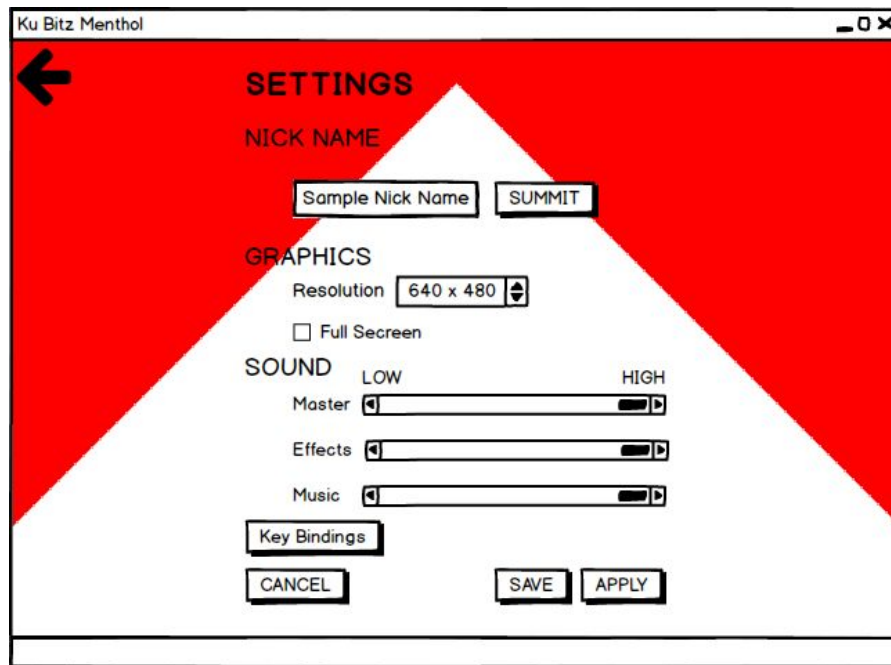 Ku Bitz Menthol
SETTINGS
NICK NAME
Sample Nick Name SUMMIT
GRAPHICS
Resolution 640 x 480
Full Secreen
SOUND
LOW HIGH
Master
Effects
Music
Key Bindings
CANCEL SAVE APPLY